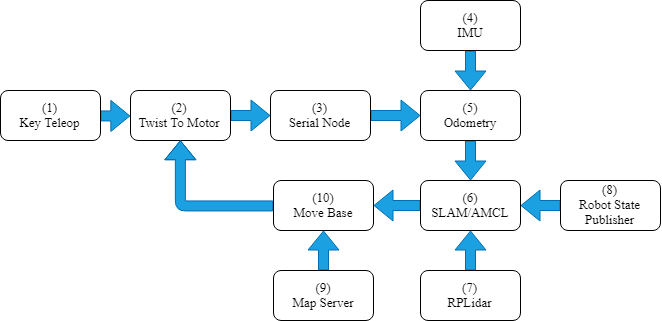 (4)
IMU
(1)
Key Teleop
(2)
Twist To Motor
(3)
Serial Node
(5)
Odometry
(10)
Move Base
(6)
SLAM/AMCL
(8)
Robot State
Publisher
(9)
Map Server
(7)
RPLidar